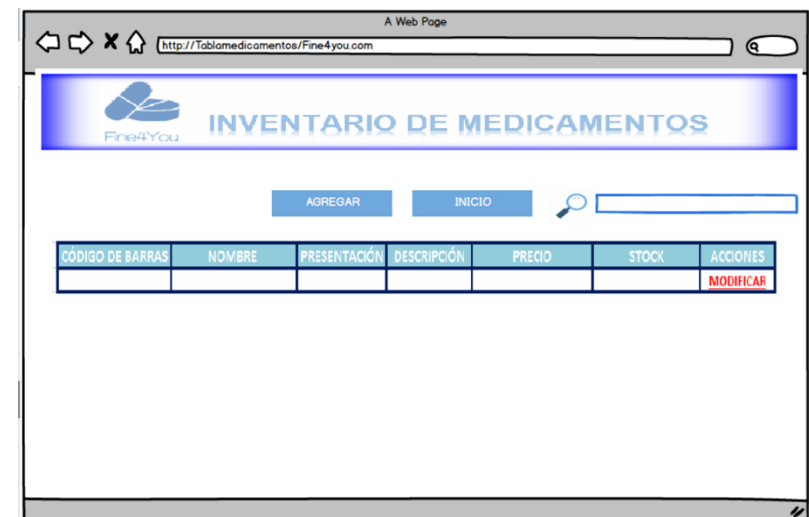 A Web Page
http://Tablamedicamentos/Fine4you.com
Fine4You
INVENTARIO DE MEDICAMENTOS
AGREGAR INICIO
CÓDIGO DE BARRAS NOMBRE PRESENTACIÓN DESCRIPCIÓN PRECIO STOCK ACCIONES
MODIFICAR